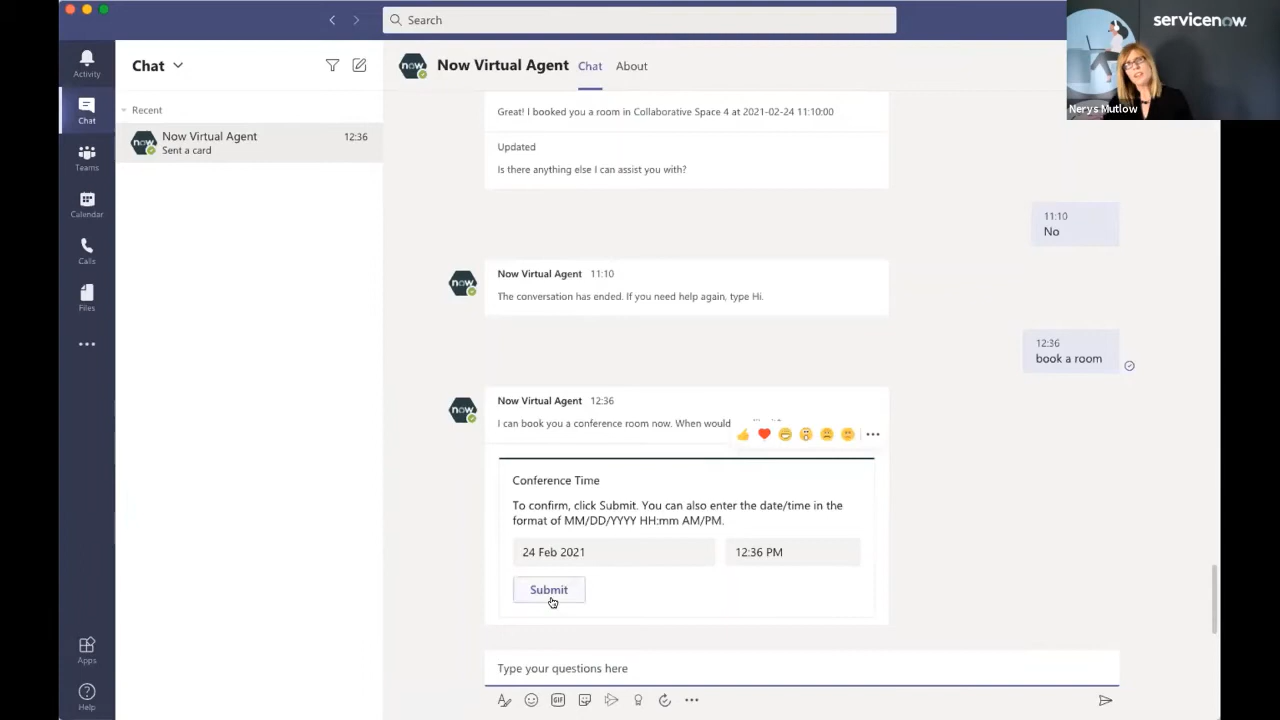 Search
servicenow
Nerys Mutlow
Activity
Chat
Teams
Calendar
Calls
Files
Apps
Help
Chat
Recent
Now Virtual Agent
12:36
Sent a card
now
now
Now Virtual Agent
Chat
About
Great! I booked you a room in Collaborative Space 4 at 2021-02-24 11:10:00
Updated
Is there anything else I can assist you with?
11:10
No
now
Now Virtual Agent 11:10
The conversation has ended. If you need help again, type Hi.
12:36
book a room
now
Now Virtual Agent 12:36
I can book you a conference room now. When would
Conference Time
To confirm, click Submit. You can also enter the date/time in the
format of MM/DD/YYYY HH:mm AM/PM.
24 Feb 2021
12:36 PM
Submit
Type your questions here
GIF